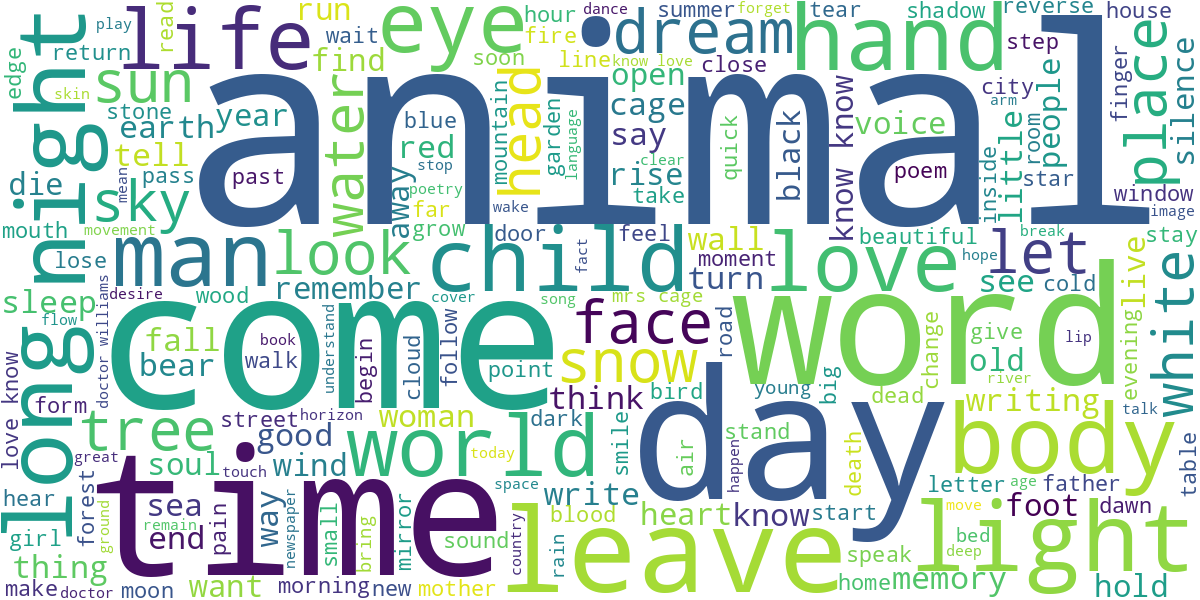 animal
come
time
day
word
life
eye
dream
hand
light
leave
body
world
night
long
child
man
love
face
snow
white
place
head
water
sun
sky
tree
look
let
run
wait
find
hour
fire
dance
summer
forget
tear
shadow
reverse
house
read
play
return
edge
skin
stone
earth
year
tell
pass
die
mean
mouth
movement
past
blue
red
stop
away
poetry
far
grow
soon
line
know love
open
close
cage
say
mountain
garden
language
rise
clear
take
quick
black
know know
voice
poem
step
city
arm
room
people
little
inside
star
finger
silence
window
image
stay
door
wake
feel
fact
wall
moment
turn
beautiful
hope
break
see
cold
live
evening
lose
desire
sleep
flow
wood
remember
cover
song
mrs cage
doctor williams
fall
bear
book
walk
understand
begin
cloud
follow
point
road
think
bird
young
big
dead
change
give
old
lip
river
writing
talk
table
love know
form
street
horizon
woman
good
dark
smile
air
stand
happen
death
great
soul
touch
wind
today
space
write
letter
age
father
hear
forest
sea
remain
ground
end
pain
way
newspaper
small
bring
mirror
sound
country
rain
blood
heart
know
start
speak
move
foot
dawn
bed
deep
girl
thing
make
doctor
moon
want
morning
new
mother
home
memory
hold